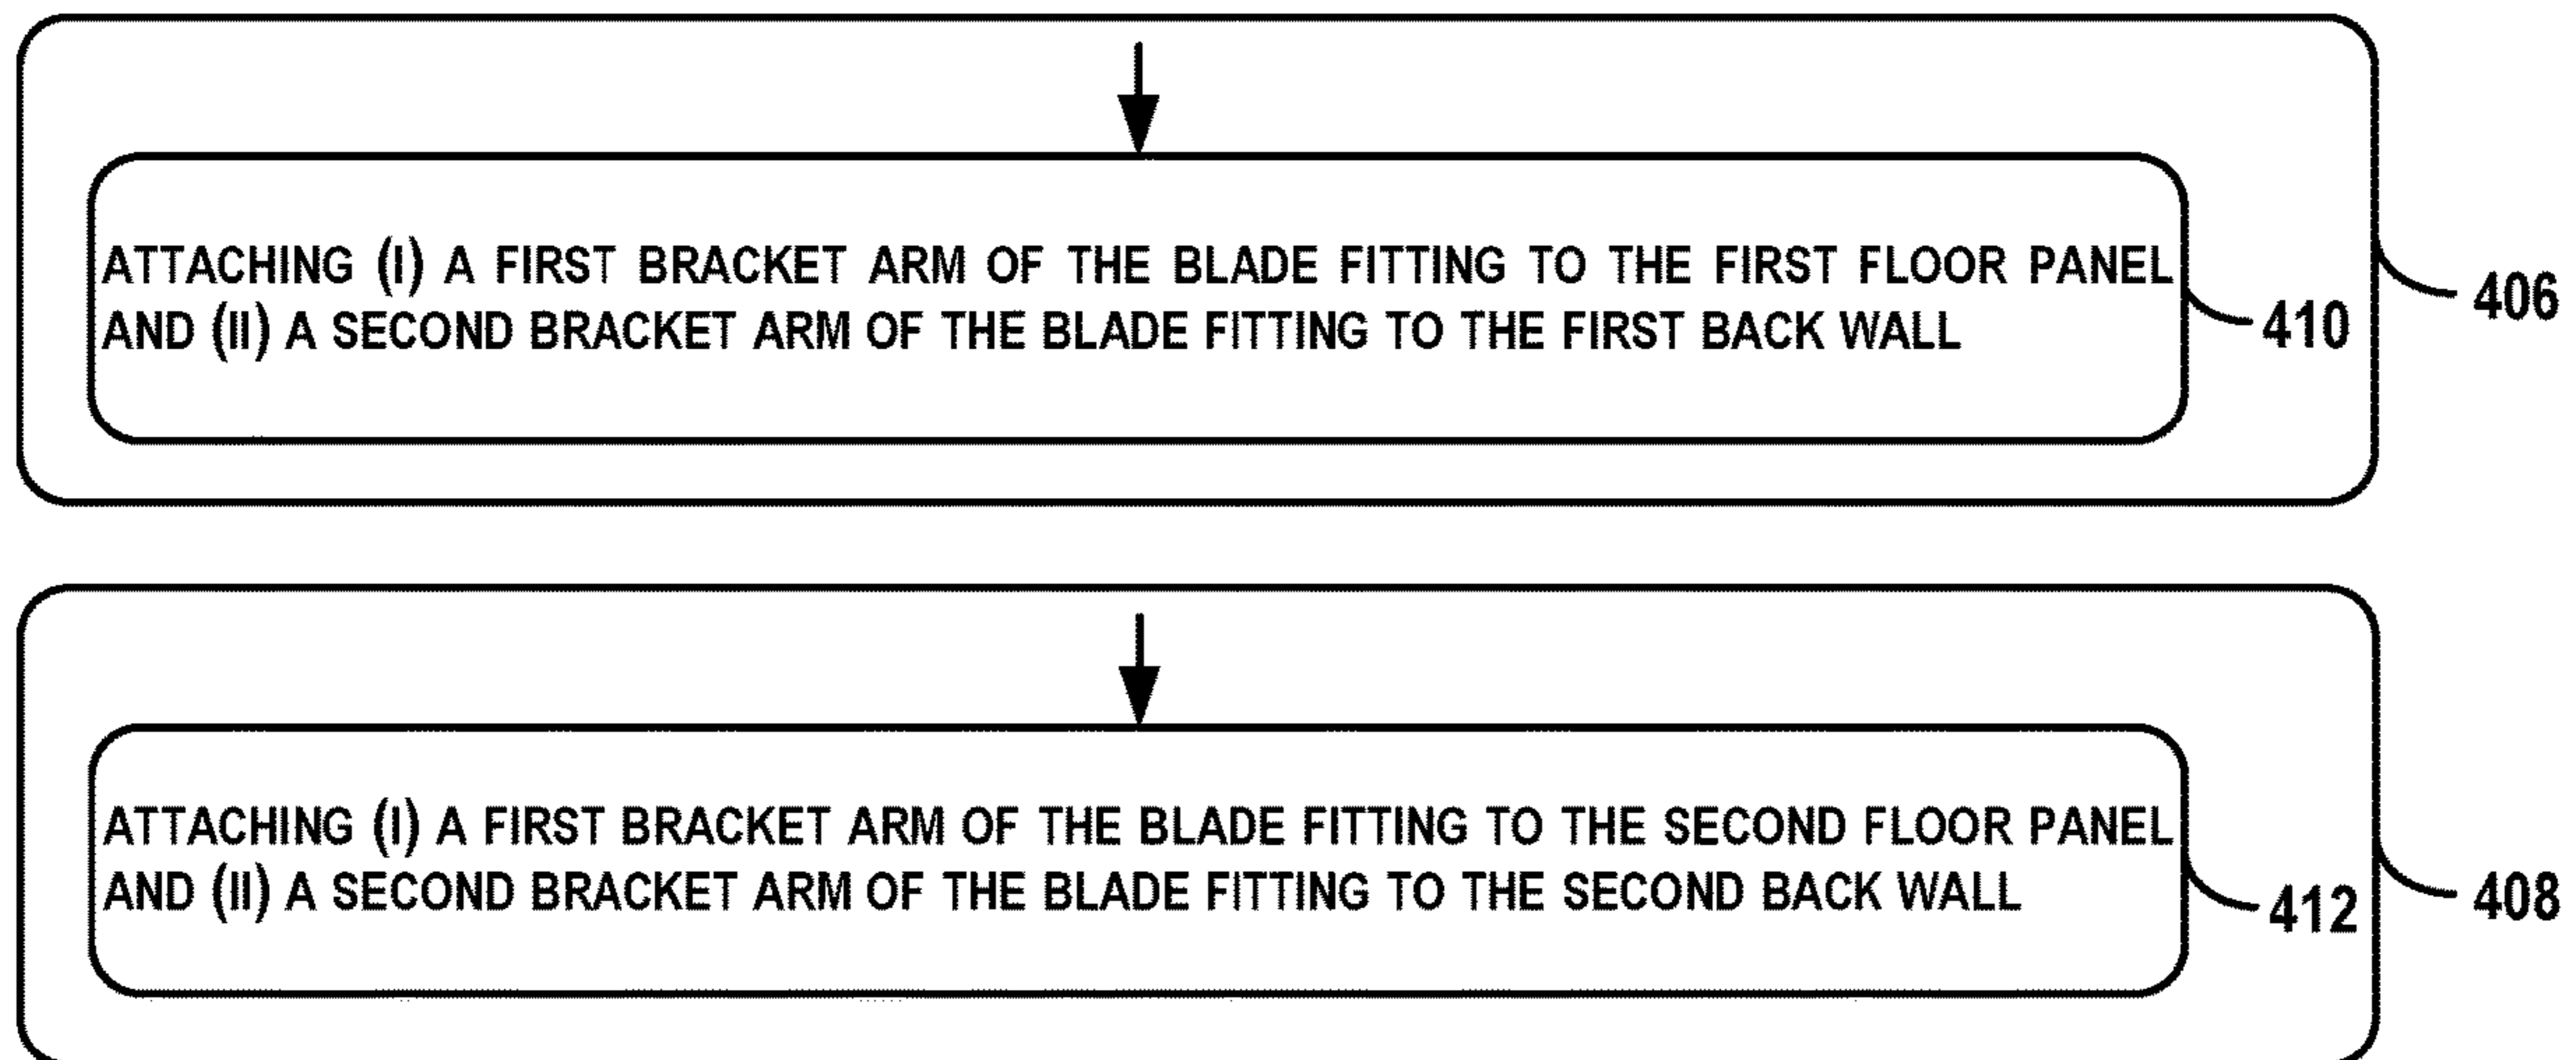 ATTACHING (I) A FIRST BRACKET ARM OF THE BLADE FITTING TO THE FIRST FLOOR PANEL
AND (II) A SECOND BRACKET ARM OF THE BLADE FITTING TO THE FIRST BACK WALL
410
406
ATTACHING (I) A FIRST BRACKET ARM OF THE BLADE FITTING TO THE SECOND FLOOR PANEL
AND (II) A SECOND BRACKET ARM OF THE BLADE FITTING TO THE SECOND BACK WALL
412
408